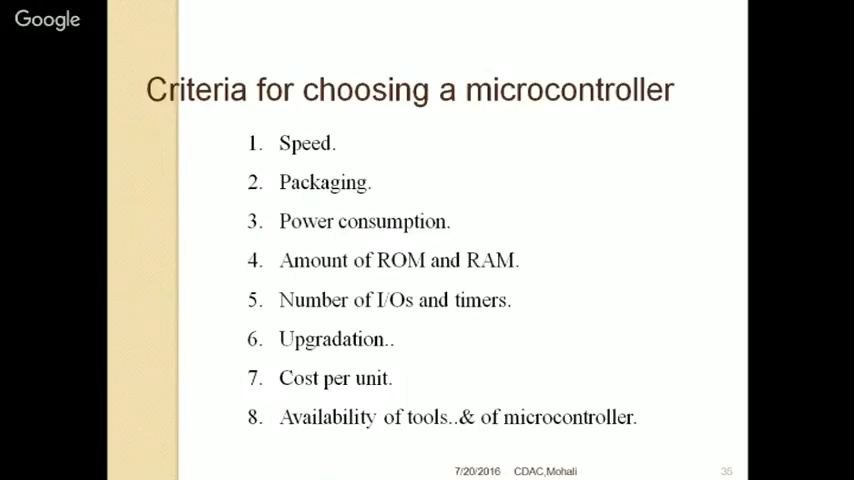 Google
Criteria for choosing a microcontroller
1. Speed.
2. Packaging.
3. Power consumption.
4. Amount of ROM and RAM.
5. Number of I/Os and timers.
6. Upgradation..
7. Cost per unit.
8. Availability of tools..& of microcontroller.
7/20/2016 CDAC,Mohali 35